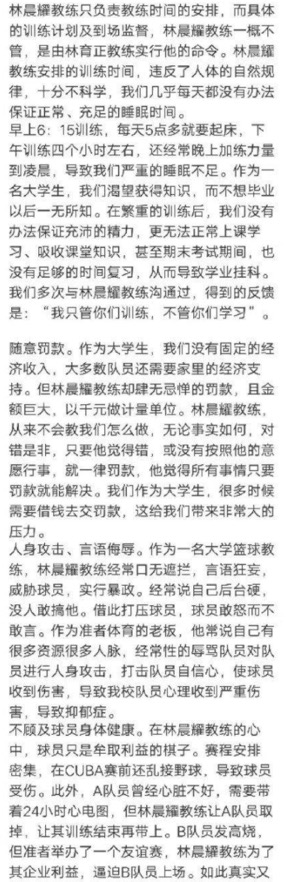 林晨耀教练只负责教练时间的安排，而具体
的训练计划及到场监督，林晨耀教练一概不
管，是由林育正教练实行他的命令。林晨耀
教练安排的训练时间，违反了人体的自然规
律，十分不科学，我们几乎每天都没有办法
保证正常、充足的睡眠时间。
早上6：15训练，每天5点多就要起床，下
午训练四个小时左右，还经常晚上加练力量
到凌晨，导致我们严重的睡眠不足。作为一
名大学生，我们渴望获得知识，而不想毕业
以后一无所知。在繁重的训练后，我们没有
办法保证充沛的精力，更无法正常上课学
习、吸收课堂知识，甚至期末考试期间，也
没有足够的时间复习，从而导致学业挂科。
我们多次与林晨耀教练沟通过，得到的反馈
是：“我只管你们训练，不管你们学习”。
随意罚款。作为大学生，我们没有固定的经
济收入，大多数队员还需要家里的经济支
持。但林晨耀教练却肆无忌惮的罚款，且金
额巨大，以千元做计量单位。林晨耀教练，
从来不会教我们怎么做，无论事实如何，对
错是非，只要他觉得错，或没有按照他的意
愿行事，就一律罚款，他觉得所有事情只要
罚款就能解决。我们作为大学生，很多时候
需要借钱去交罚款，这给我们带来非常大的
压力。
人身攻击、言语侮辱。作为一名大学篮球教
练，林晨耀教练经常口无遮拦，言语狂妄，
威胁球员，实行暴政。经常说自己后台硬，
没人敢搞他。借此打压球员，球员敢怒而不
敢言。作为准者体育的老板，他常说自己有
很多资源很多人脉，经常性的辱骂队员对队
员进行人身攻击，打击队员自信心，使球员
收到伤害，导致我校队员心理收到严重伤
害，导致抑郁症。
不顾及球员身体健康。在林晨耀教练的心
中，球员只是牟取利益的棋子。赛程安排
密集，在CUBA赛前还乱接野球，导致球员
受伤。此外，A队员曾经心脏不好，需要带
着24小时心电图，但林晨耀教练让A队员取
掉，让其训练结束再带上。B队员发高烧，
但准者举办了一个友谊赛，林晨耀教练为了
其企业利益，逼迫B队员上场。如此真实又